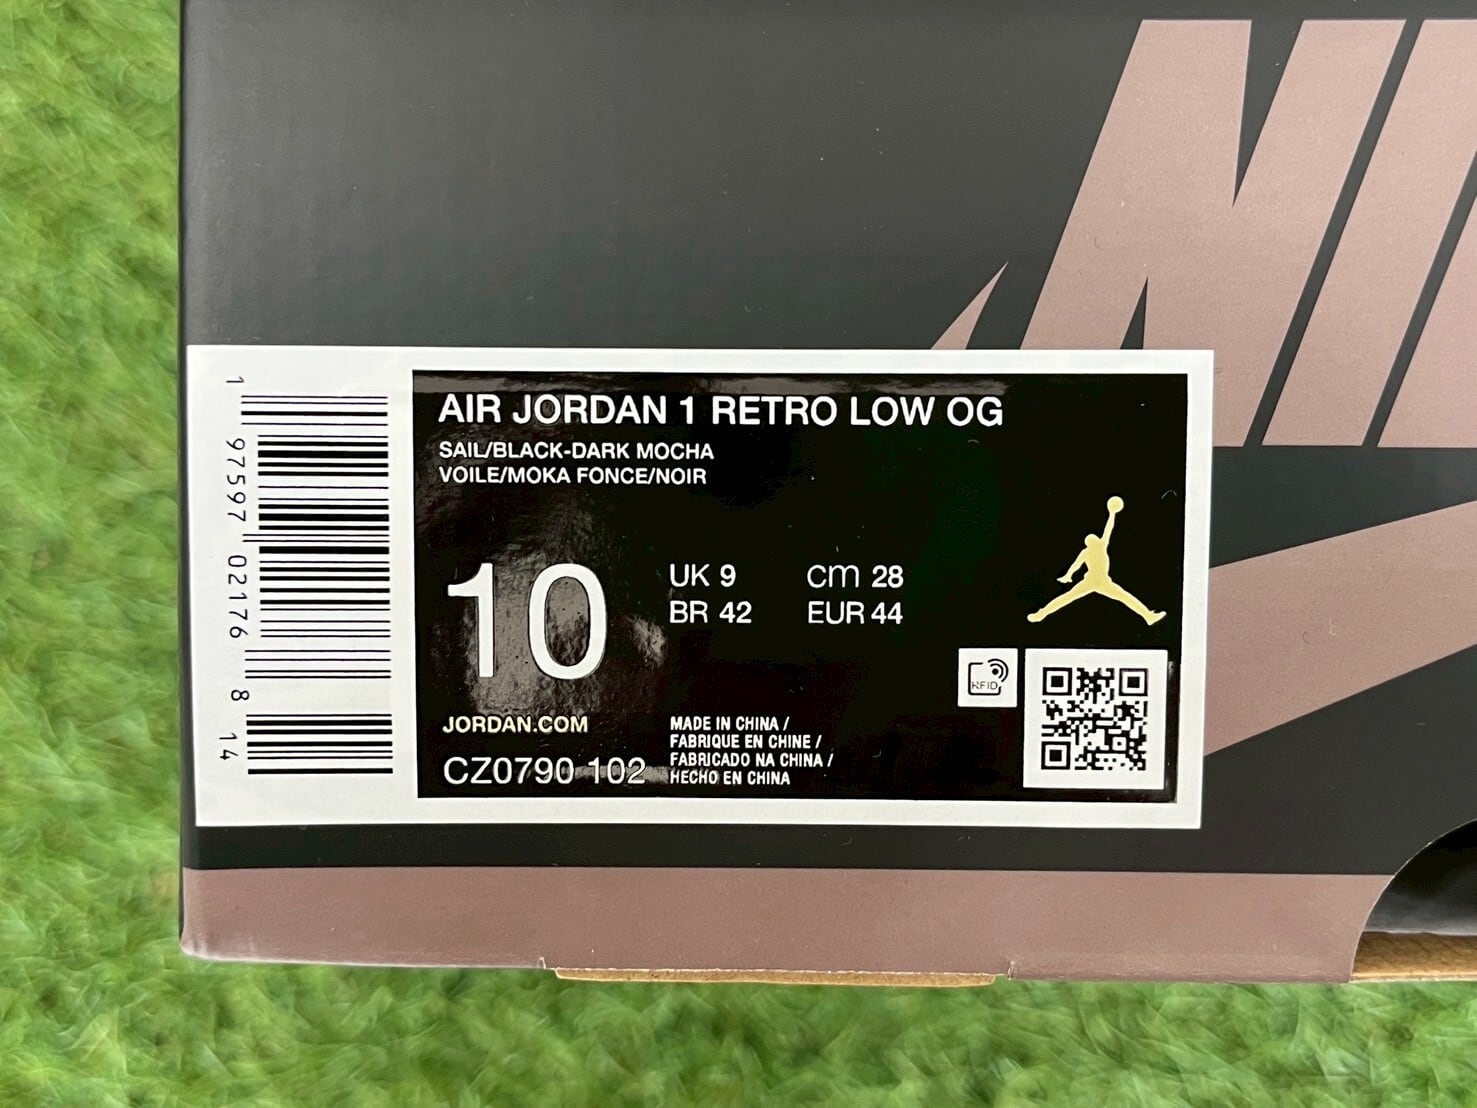 NI
AIR JORDAN 1 RETRO LOW OG
SAIL/BLACK-DARK MOCHA
VOILE/MOKA FONCE/NOIR
10
UK 9
cm 28
BR 42
EUR 44
RFID
JORDAN.COM
CZ0790 102
MADE IN CHINA /
FABRIQUE EN CHINE /
FABRICADO NA CHINA /
HECHO EN CHINA
1 97597 02176 8 14